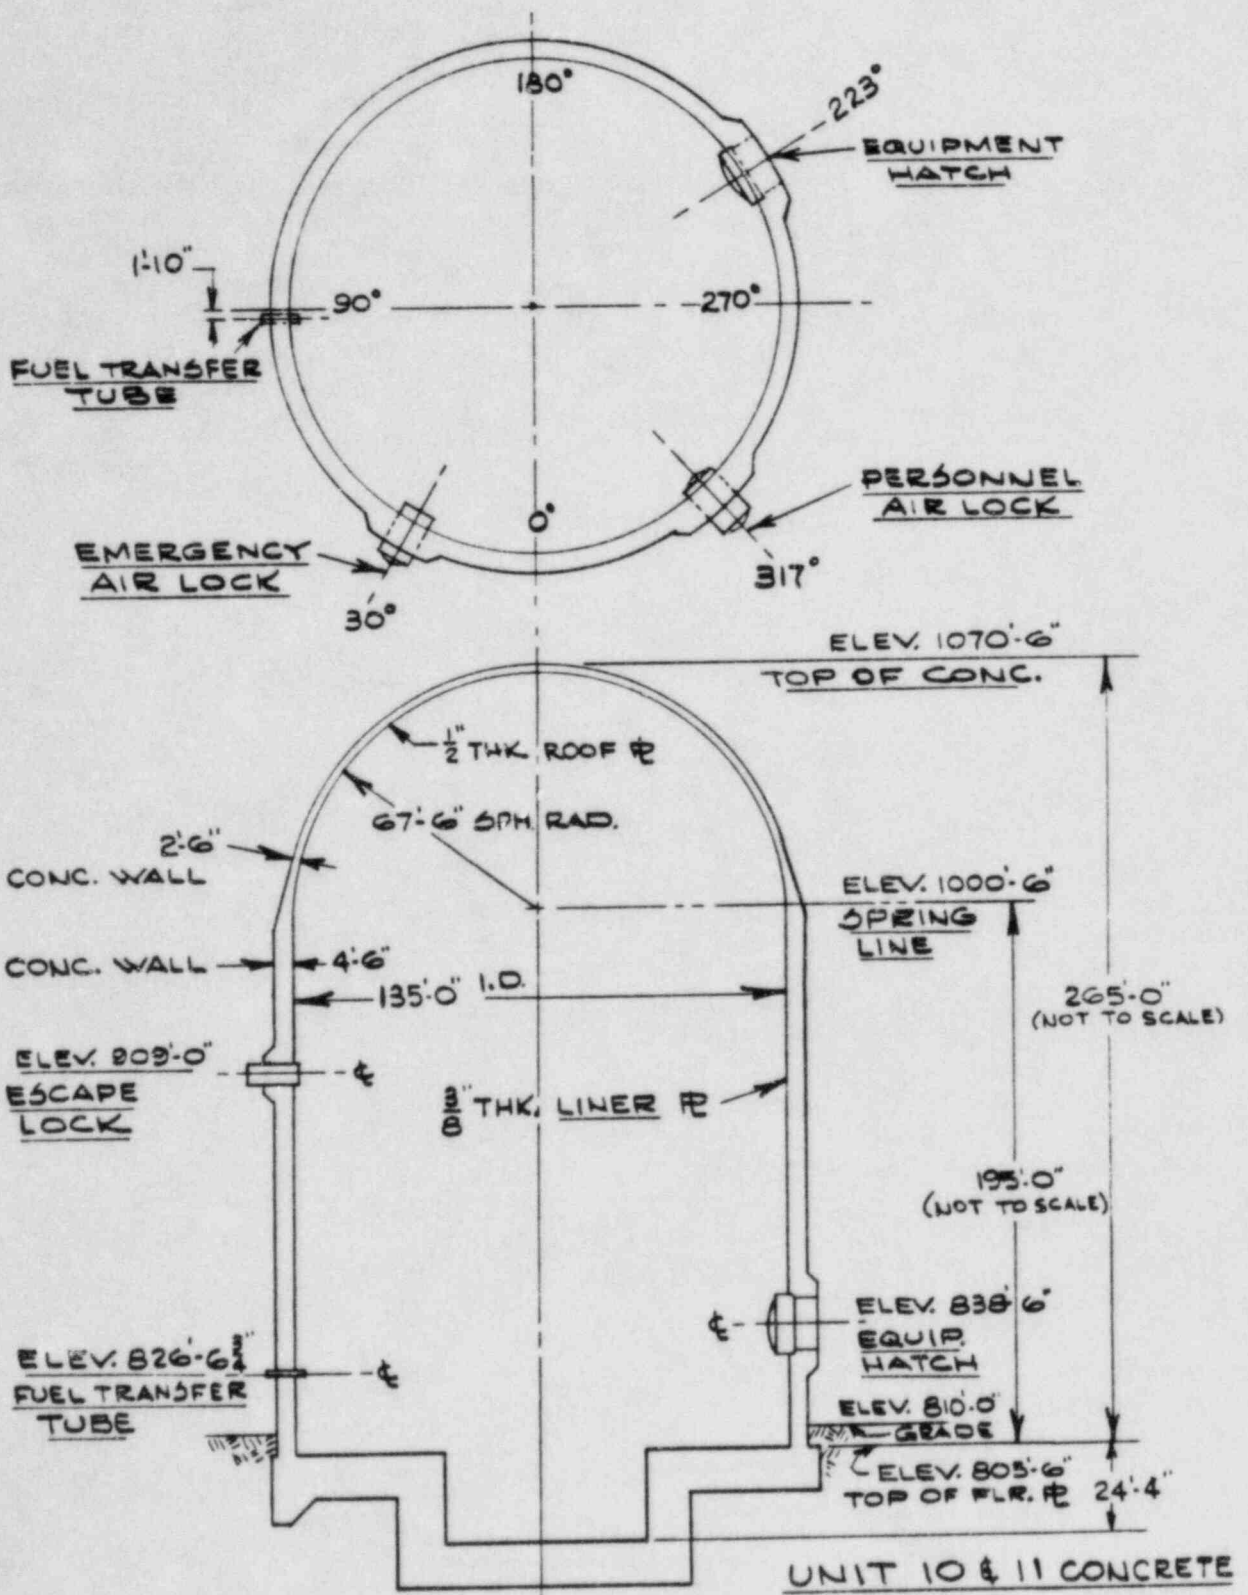 180°
223°
EQUIPMENT
HATCH
1'-10"
90°
270°
FUEL TRANSFER
TUBE
0°
PERSONNEL
AIR LOCK
EMERGENCY
AIR LOCK
317°
30°
ELEV. 1070'-6"
TOP OF CONC.
1/2" THK. ROOF ⅊
67'-6" SPH. RAD.
2'-6"
CONC. WALL
ELEV. 1000'-6"
SPRING
LINE
CONC. WALL
4'-6"
135'-0" I.D.
265'-0"
(NOT TO SCALE)
ELEV. 909'-0"
℄
ESCAPE
LOCK
3/8" THK. LINER ⅊
195'-0"
(NOT TO SCALE)
℄
ELEV. 838'-6"
EQUIP.
HATCH
ELEV. 826'-6 3/4"
℄
FUEL TRANSFER
TUBE
ELEV. 810'-0"
GRADE
ELEV. 805'-6"
TOP OF FLR. ⅊
24'-4"
UNIT 10 & 11 CONCRETE